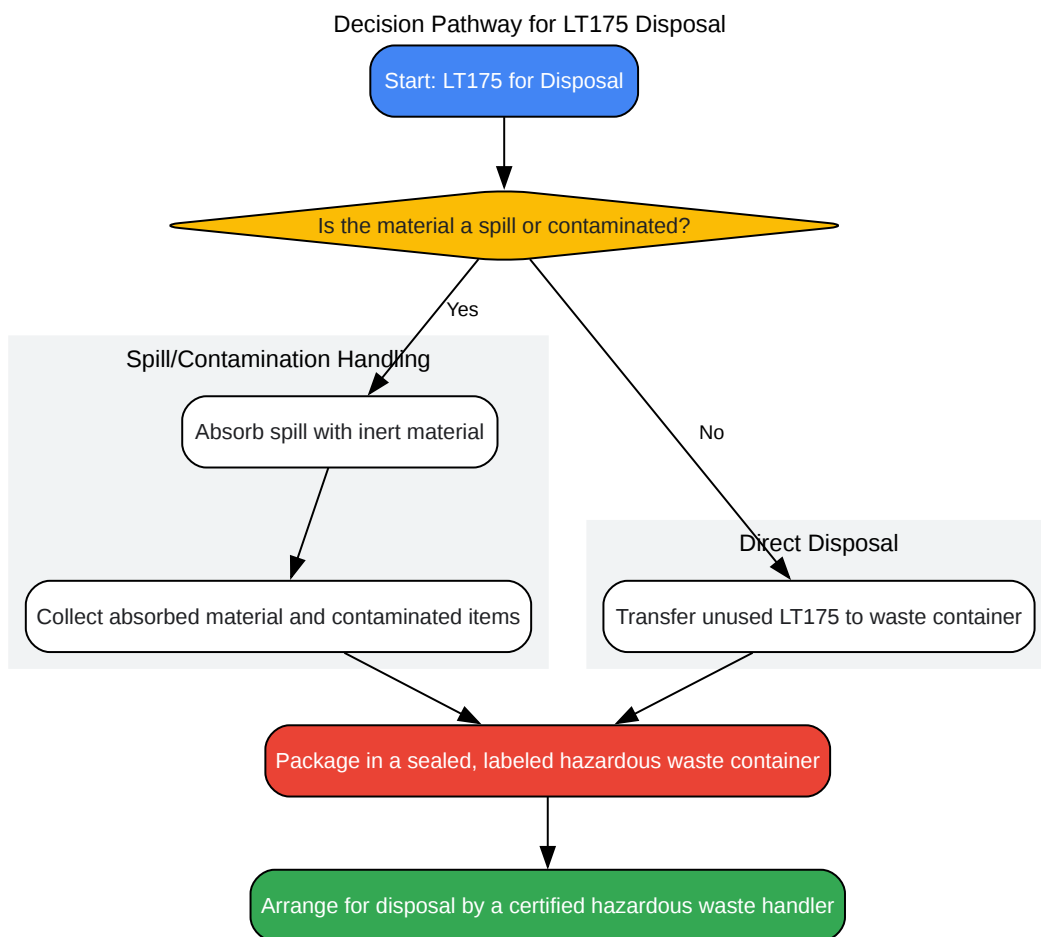 Decision Pathway for LT175 Disposal
Start: LT175 for Disposal
Is the material a spill or contaminated?
Yes
Spill/Contamination Handling
Absorb spill with inert material
No
Direct Disposal
Collect absorbed material and contaminated items
Transfer unused LT175 to waste container
Package in a sealed, labeled hazardous waste container
Arrange for disposal by a certified hazardous waste handler